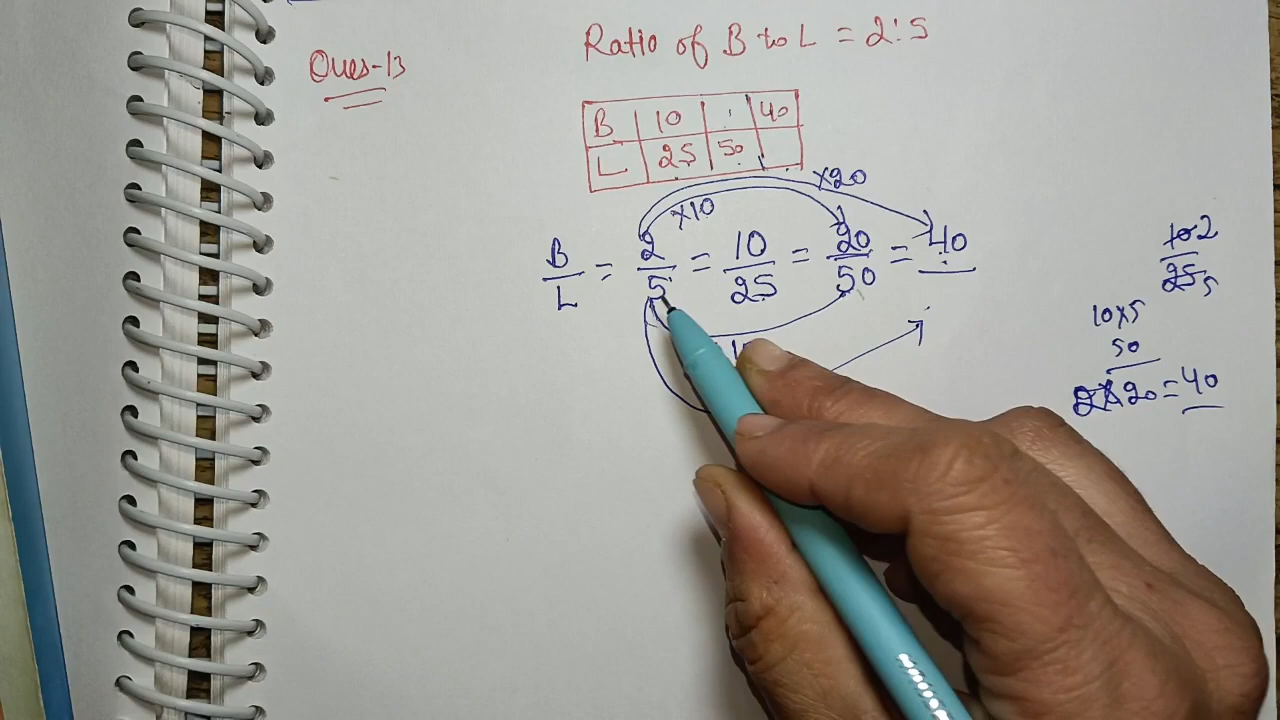 Ratio of B to L = 2:5
Ques-13
B 10 40
L 25 50
×20
×10
B/L = 2/5 = 10/25 = 20/50 = 40
10 2
25 5
10×5
50
20 = 40